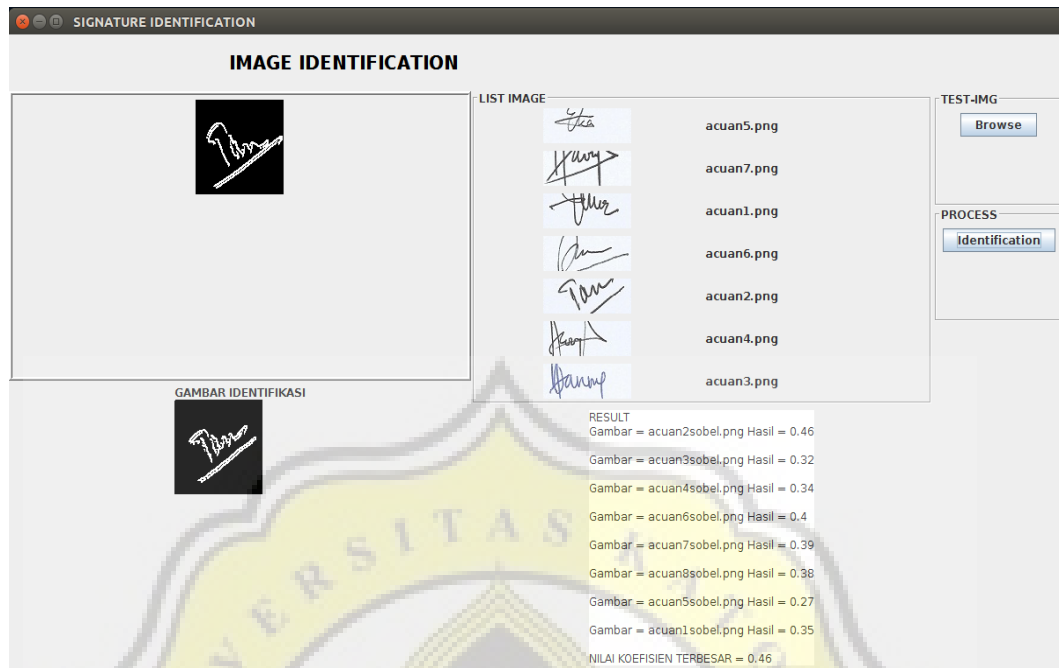 SIGNATURE IDENTIFICATION
IMAGE IDENTIFICATION
LIST IMAGE
acuan5.png
acuan7.png
acuan1.png
acuan6.png
acuan2.png
acuan4.png
acuan3.png
TEST-IMG
Browse
PROCESS
Identification
GAMBAR IDENTIFIKASI
RESULT
Gambar = acuan2sobel.png Hasil = 0.46
Gambar = acuan3sobel.png Hasil = 0.32
Gambar = acuan4sobel.png Hasil = 0.34
Gambar = acuan6sobel.png Hasil = 0.4
Gambar = acuan7sobel.png Hasil = 0.39
Gambar = acuan8sobel.png Hasil = 0.38
Gambar = acuan5sobel.png Hasil = 0.27
Gambar = acuan1sobel.png Hasil = 0.35
NILAI KOEFISIEN TERBESAR = 0.46